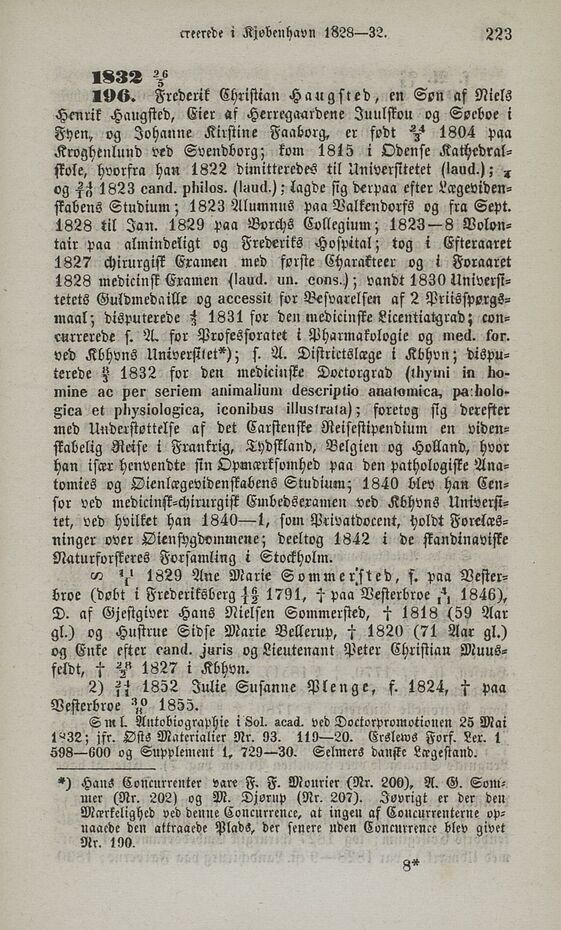 creerede i Kjøbenhavn 1828—32. 223
1832 26/5
196. Frederik Christian Haugsted, en Søn af Niels
Henrik Haugsted, Eier af Herregaardene Juulskov og Søeboe i
Fyen, og Johanne Kirstine Faaborg, er født 24/3 1804 paa
Kroghenlund ved Svendborg; kom 1815 i Odense Kathedral=
skole, hvorfra han 1822 dimitteredes til Universitetet (laud.);
og 1823 cand. philos. (laud.); lagde sig derpaa efter Lægeviden=
skabens Studium; 1823 Alumnus paa Valkendorfs og fra Sept.
1828 til Jan. 1829 paa Borchs Collegium; 1823—8 Volon=
tair paa almindeligt og Frederiks Hospital; tog i Efteraaret
1827 chirurgisk Examen med første Charakteer og i Foraaret
1828 medicinsk Examen (laud. un. cons.); vandt 1830 Universi=
tetets Guldmedaille og accessit for Besvarelsen af 2 Priisspørgs=
maal; disputerede 1831 for den medicinske Licentiatgrad; con=
currerede s. A. for Professoratet i Pharmakologie og med. for.
ved Kbhvns Universitet*); s. A. Districtslæge i Kbhvn; dispu=
terede 1832 for den medicinske Doctorgrad (thymi in ho-
mine ac per seriem animalium descriptio anatomica, pa:holo-
gica et physiologica, iconibus illustrata); foretog sig derefter
med Understøttelse af det Carstenske Reisestipendium en viden=
skabelig Reise i Frankrig, Tydskland, Belgien og Holland, hvor
han især henvendte sin Opmærksomhed paa den pathologiske Ana=
tomies og Øienlægevidenskabens Studium; 1840 blev han Cen=
sor ved medicinsk=chirurgisk Embedsexamen ved Kbhvns Universi=
tet, ved hvilket han 1840—1, som Privatdocent, holdt Forelæs=
ninger over Øiensygdommene; deeltog 1842 i de skandinaviske
Naturforskeres Forsamling i Stockholm.
∽ 1829 Ane Marie Sommersted, f. paa Vester=
broe (døbt i Frederiksberg 1791, † paa Vesterbroe 1846),
D. af Gjestgiver Hans Nielsen Sommersted, † 1818 (59 Aar
gl.) og Hustrue Sidse Marie Bellerup, † 1820 (71 Aar gl.)
og Enke efter cand. juris og Lieutenant Peter Christian Muus=
feldt, † 1827 i Kbhvn.
2) 1852 Julie Susanne Plenge, f. 1824, † paa
Vesterbroe 1855.
Sml. Autobiographie i Sol. acad. ved Doctorpromotionen 25 Mai
1832; jfr. Østs Materialier Nr. 93. 119—20. Erslews Forf. Lex. 1
598—600 og Supplement 1, 729—30. Selmers danske Lægestand.
*) Hans Concurrenter vare F. F. Mourier (Nr. 200), A. G. Som=
mer (Nr. 202) og M. Djørup (Nr. 207). Iøvrigt er der den
Mærkelighed ved denne Concurrence, at ingen af Concurrenterne op=
naaede den attraaede Plads, der senere uden Concurrence blev givet
Nr. 190.
8*